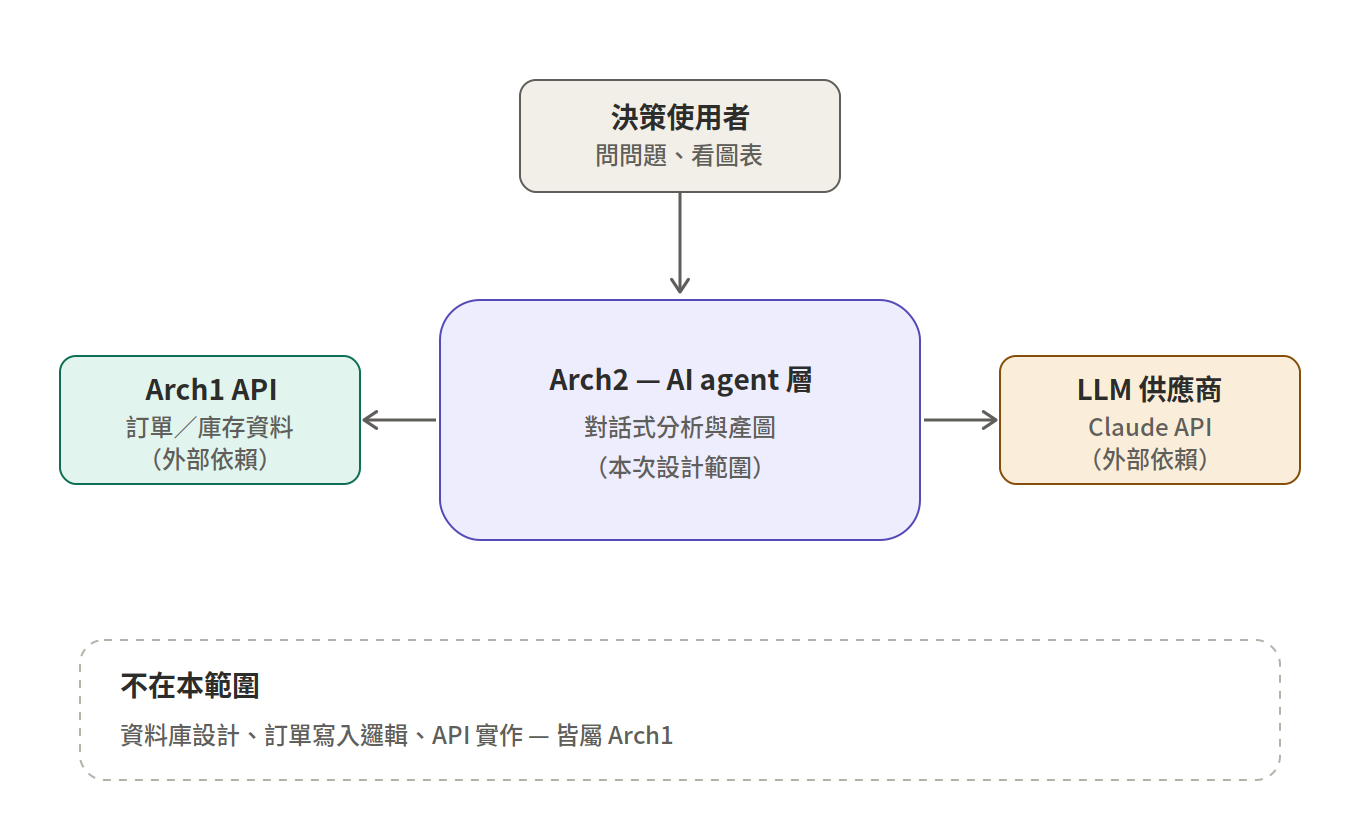 決策使用者
問問題、看圖表
Arch2 — AI agent 層
對話式分析與產圖
（本次設計範圍）
Arch1 API
訂單／庫存資料
（外部依賴）
LLM 供應商
Claude API
（外部依賴）
不在本範圍
資料庫設計、訂單寫入邏輯、API 實作 — 皆屬 Arch1